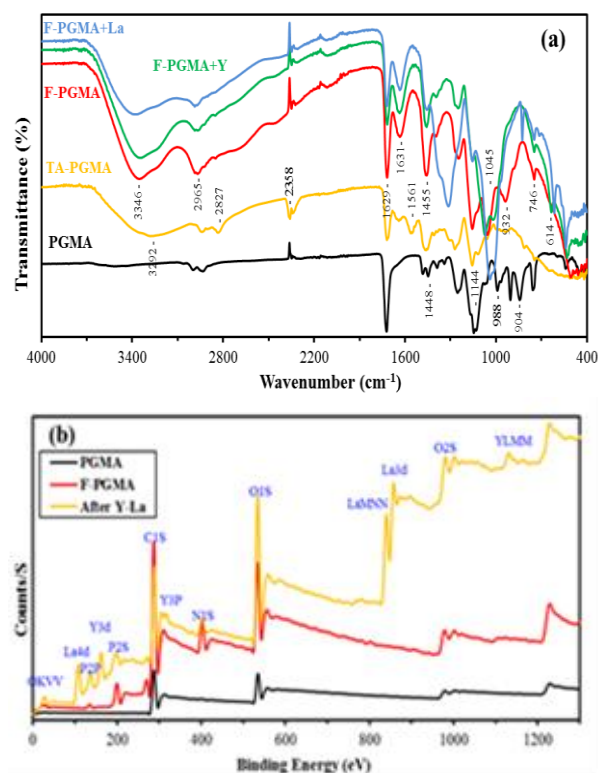 (a)
F-PGMA+La
F-PGMA+Y
F-PGMA
TA-PGMA
PGMA
3346 -
3292 -
2965 -
- 2827
- 2358
1629 -
1631-
- 1561
1455 -
- 1448
- 1144
- 1045
- 988
- 932
904 -
746 -
614 -
Transmittance (%)
4000 3400 2800 2200 1600 1000 400
Wavenumber (cm-1)
(b)
PGMA
F-PGMA
After Y-La
OKVV
La4d
P2P
Y3d
P2S
C1S
Y3P
N2S
O1S
LaMNN
La3d
O2S
YLMM
Counts/S
0 200 400 600 800 1000 1200
Binding Energy (eV)